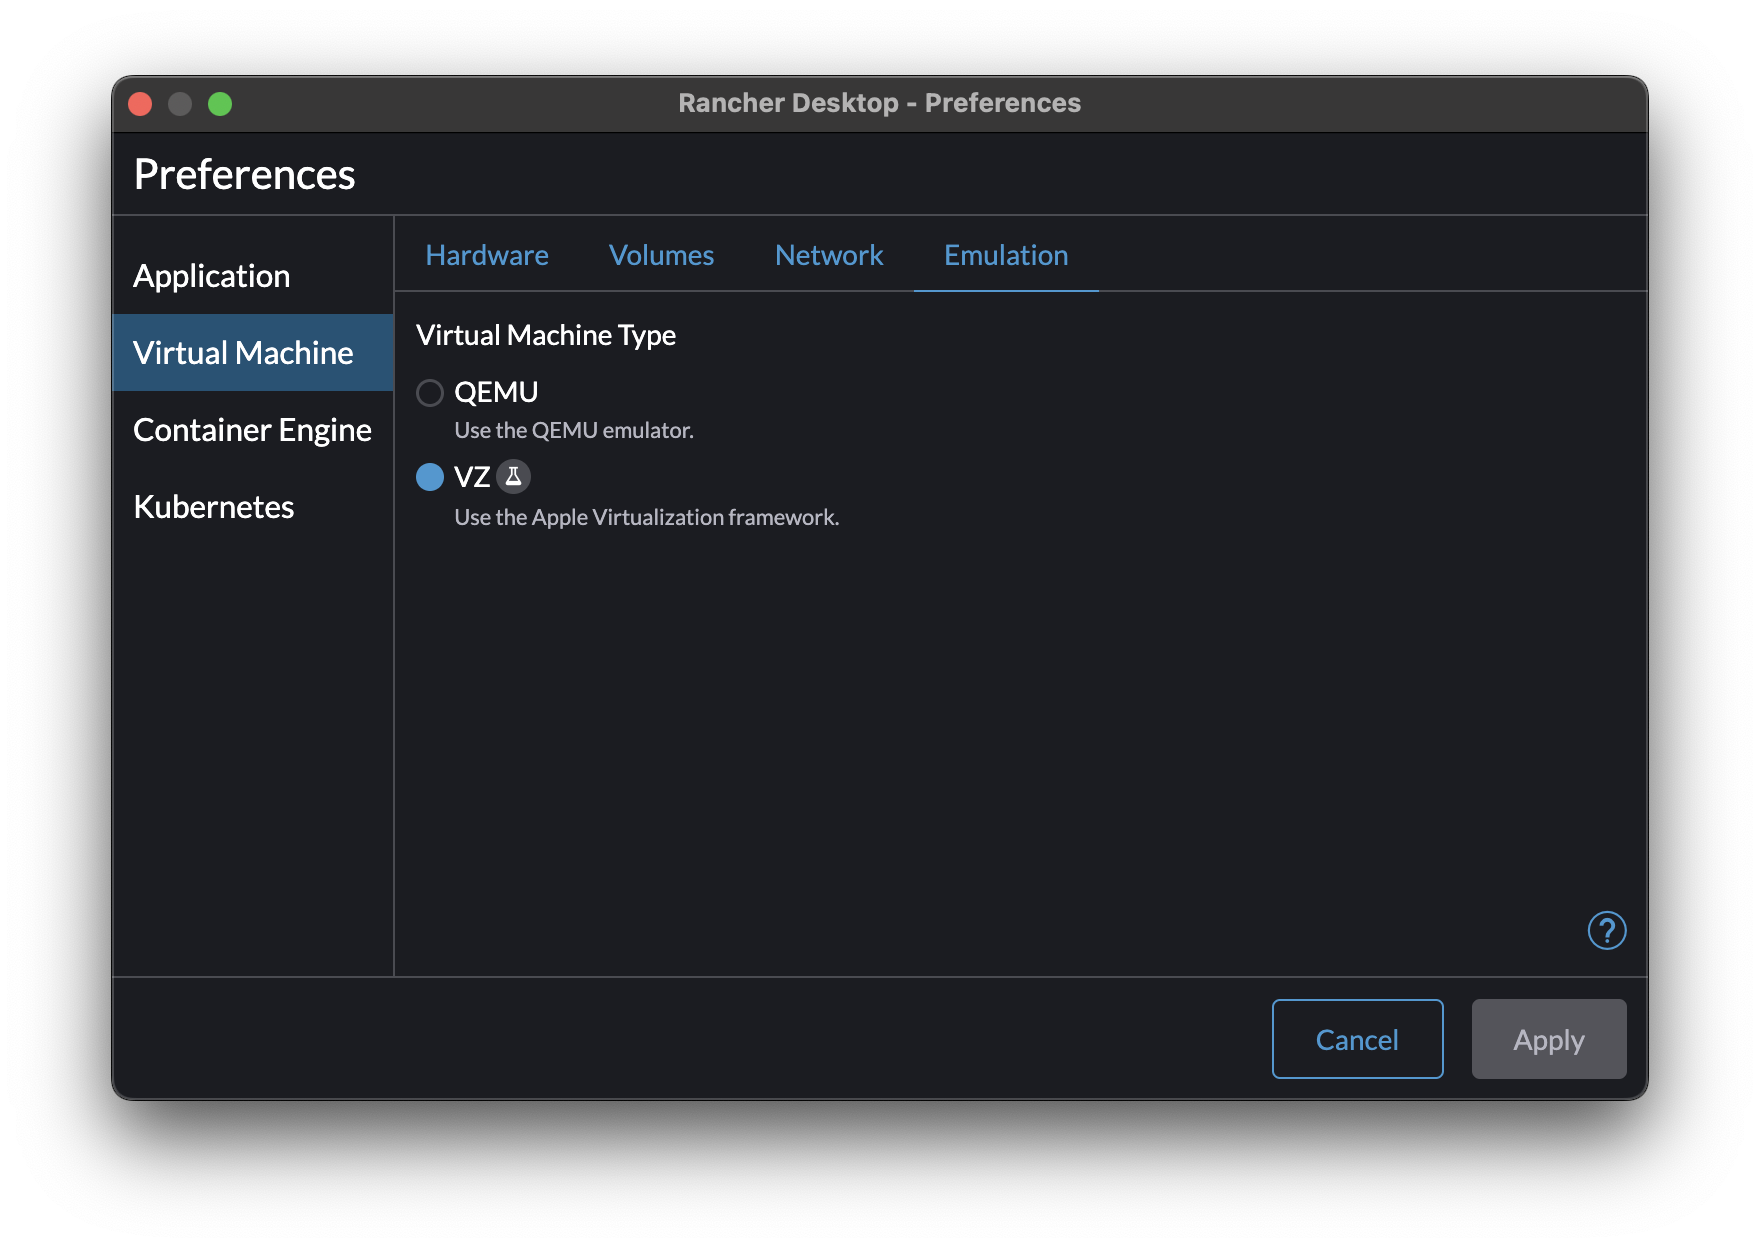 Rancher Desktop - Preferences
Preferences
Application
Virtual Machine
Container Engine
Kubernetes
Hardware Volumes Network Emulation
Virtual Machine Type
QEMU
Use the QEMU emulator.
VZ
Use the Apple Virtualization framework.
?
Cancel Apply